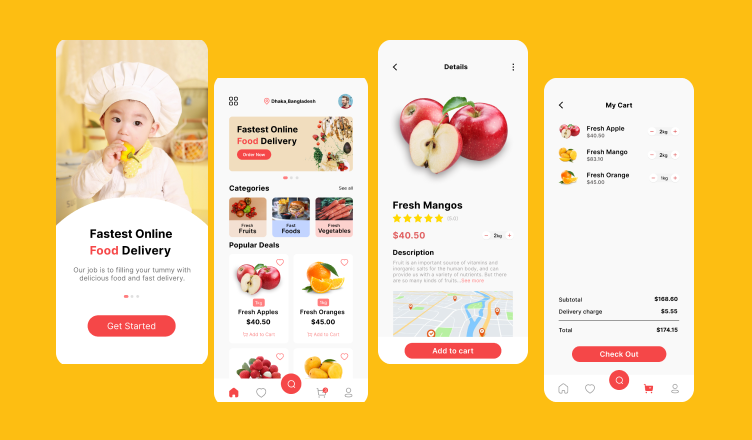 Fastest Online
Food Delivery
Our job is to filling your tummy with
delicious food and fast delivery.
Get Started
Dhaka,Bangladesh
Fastest Online
Food Delivery
Order Now
Categories
See all
Fresh
Fruits
Fast
Foods
Fresh
Vegetables
Popular Deals
1kg
Fresh Apples
$40.50
Add to Cart
1kg
Fresh Oranges
$45.00
Add to Cart
Details
Fresh Mangos
(5.0)
$40.50
2kg
Description
Fruit is an important source of vitamins and
inorganic salts for the human body, and can
provide us with a variety of nutrients. But there
are so many kinds of fruits...See more
Add to cart
My Cart
Fresh Apple
$40.50
2kg
Fresh Mango
$83.10
2kg
Fresh Orange
$45.00
1kg
Subtotal $168.60
Delivery charge $5.55
Total $174.15
Check Out